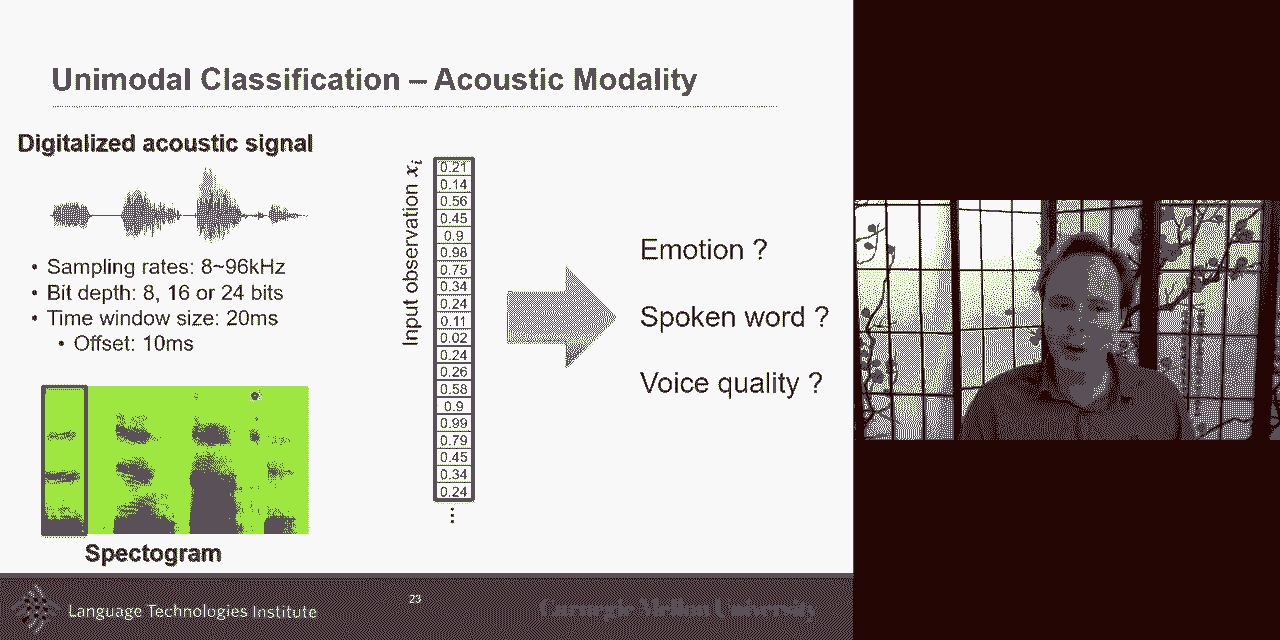 Unimodal Classification – Acoustic Modality
Digitalized acoustic signal
• Sampling rates: 8~96kHz
• Bit depth: 8, 16 or 24 bits
• Time window size: 20ms
• Offset: 10ms
Spectogram
Input observation xᵢ
0.21
0.14
0.56
0.45
0.9
0.98
0.75
0.34
0.24
0.11
0.02
0.24
0.26
0.58
0.9
0.99
0.79
0.45
0.34
0.24
⋮
Emotion ?
Spoken word ?
Voice quality ?
Language Technologies Institute
23
Carnegie Mellon University